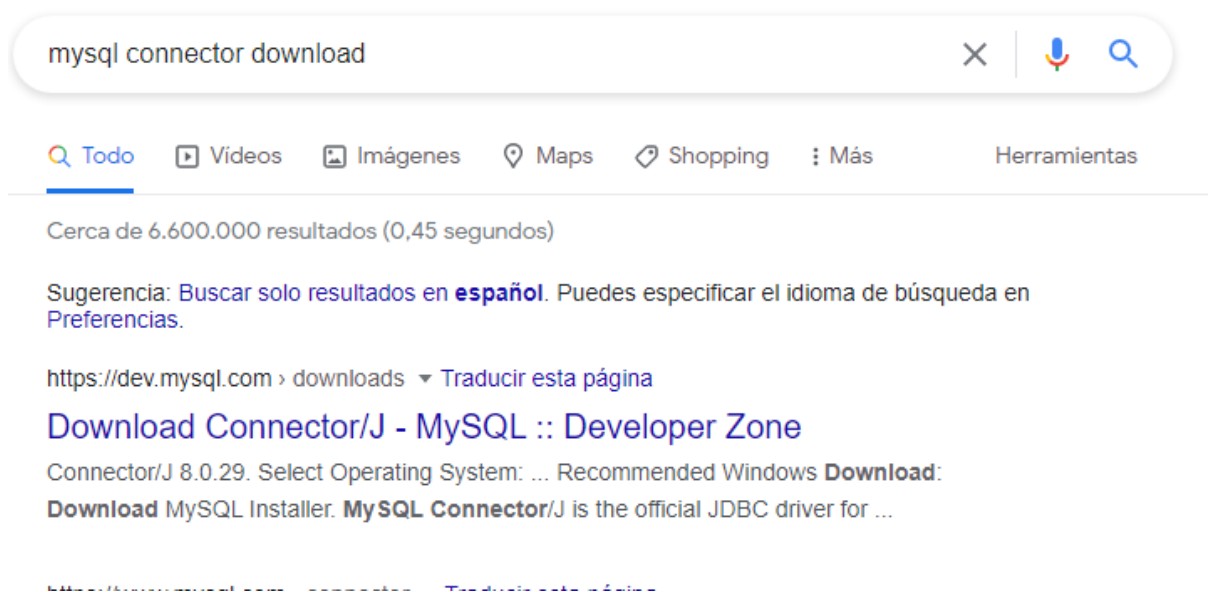 mysql connector download
Todo Vídeos Imágenes Maps Shopping Más Herramientas
Cerca de 6.600.000 resultados (0,45 segundos)
Sugerencia: Buscar solo resultados en español. Puedes especificar el idioma de búsqueda en
Preferencias.
https://dev.mysql.com › downloads Traducir esta página
Download Connector/J - MySQL :: Developer Zone
Connector/J 8.0.29. Select Operating System: ... Recommended Windows Download:
Download MySQL Installer. MySQL Connector/J is the official JDBC driver for ...